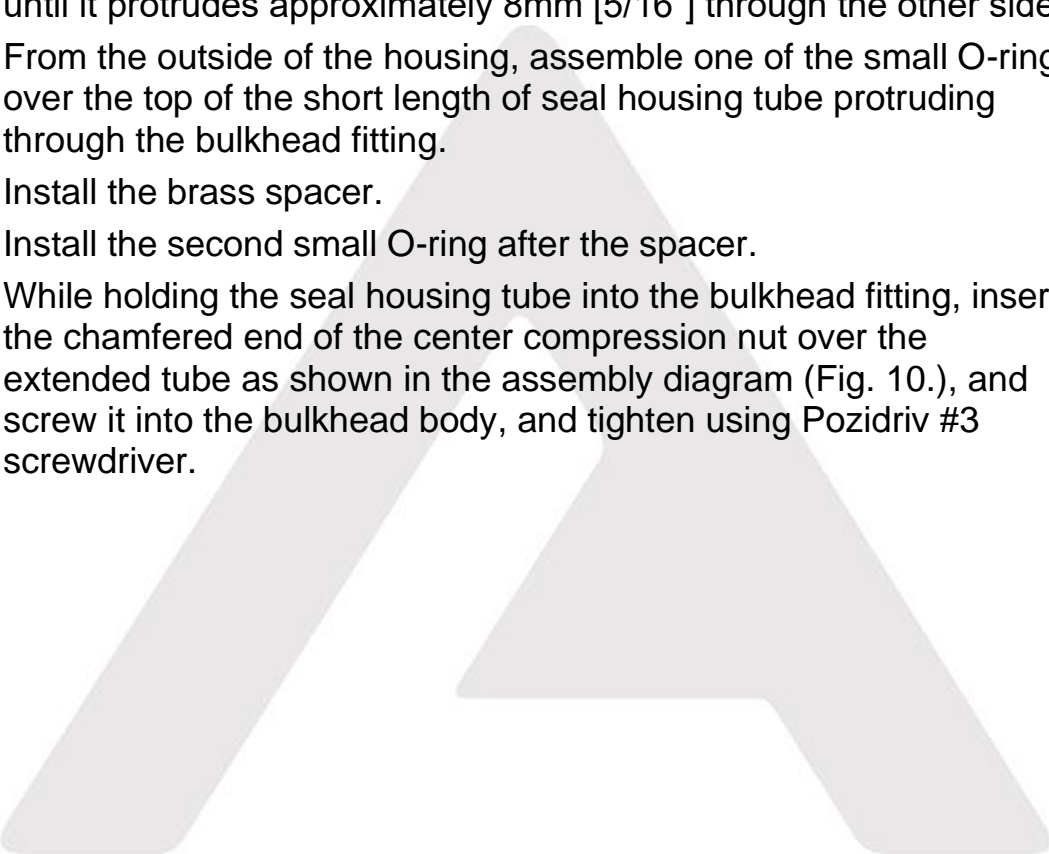 until it protrudes approximately 8mm [5/16"] through the other side
From the outside of the housing, assemble one of the small O-ring
over the top of the short length of seal housing tube protruding
through the bulkhead fitting.
Install the brass spacer.
Install the second small O-ring after the spacer.
While holding the seal housing tube into the bulkhead fitting, inser
the chamfered end of the center compression nut over the
extended tube as shown in the assembly diagram (Fig. 10.), and
screw it into the bulkhead body, and tighten using Pozidriv #3
screwdriver.